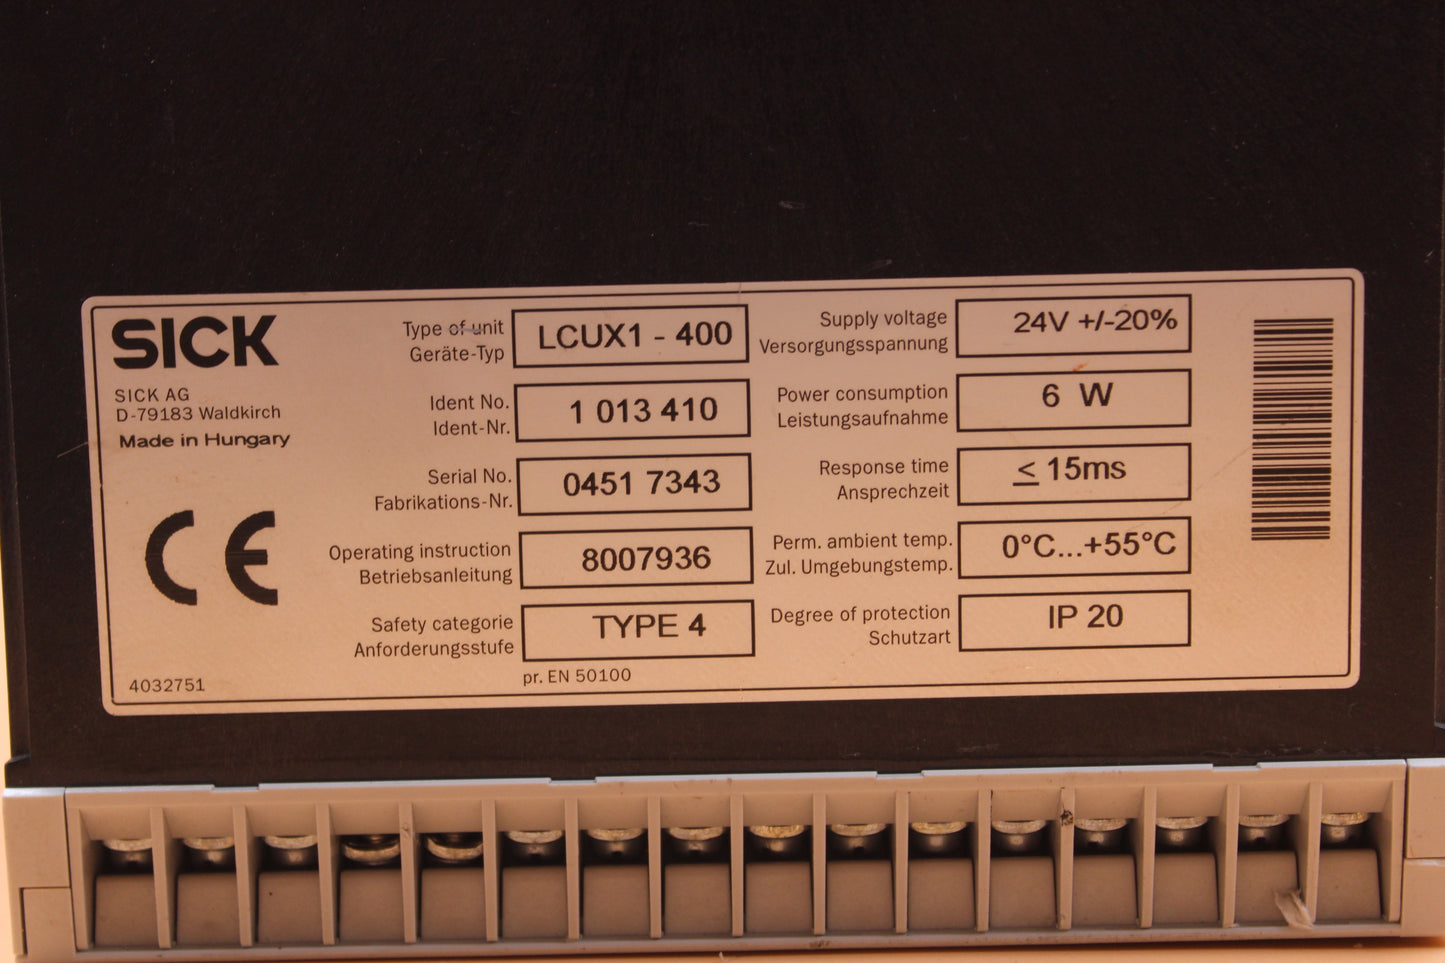 SICK
SICK AG
D-79183 Waldkirch
Made in Hungary
CE
4032751
Type of unit
Geräte-Typ
LCUX1 - 400
Ident No.
Ident-Nr.
1 013 410
Serial No.
Fabrikations-Nr.
0451 7343
Operating instruction
Betriebsanleitung
8007936
Safety categorie
Anforderungsstufe
TYPE 4
pr. EN 50100
Supply voltage
Versorgungsspannung
24V +/-20%
Power consumption
Leistungsaufnahme
6 W
Response time
Ansprechzeit
≤ 15ms
Perm. ambient temp.
Zul. Umgebungstemp.
0°C...+55°C
Degree of protection
Schutzart
IP 20